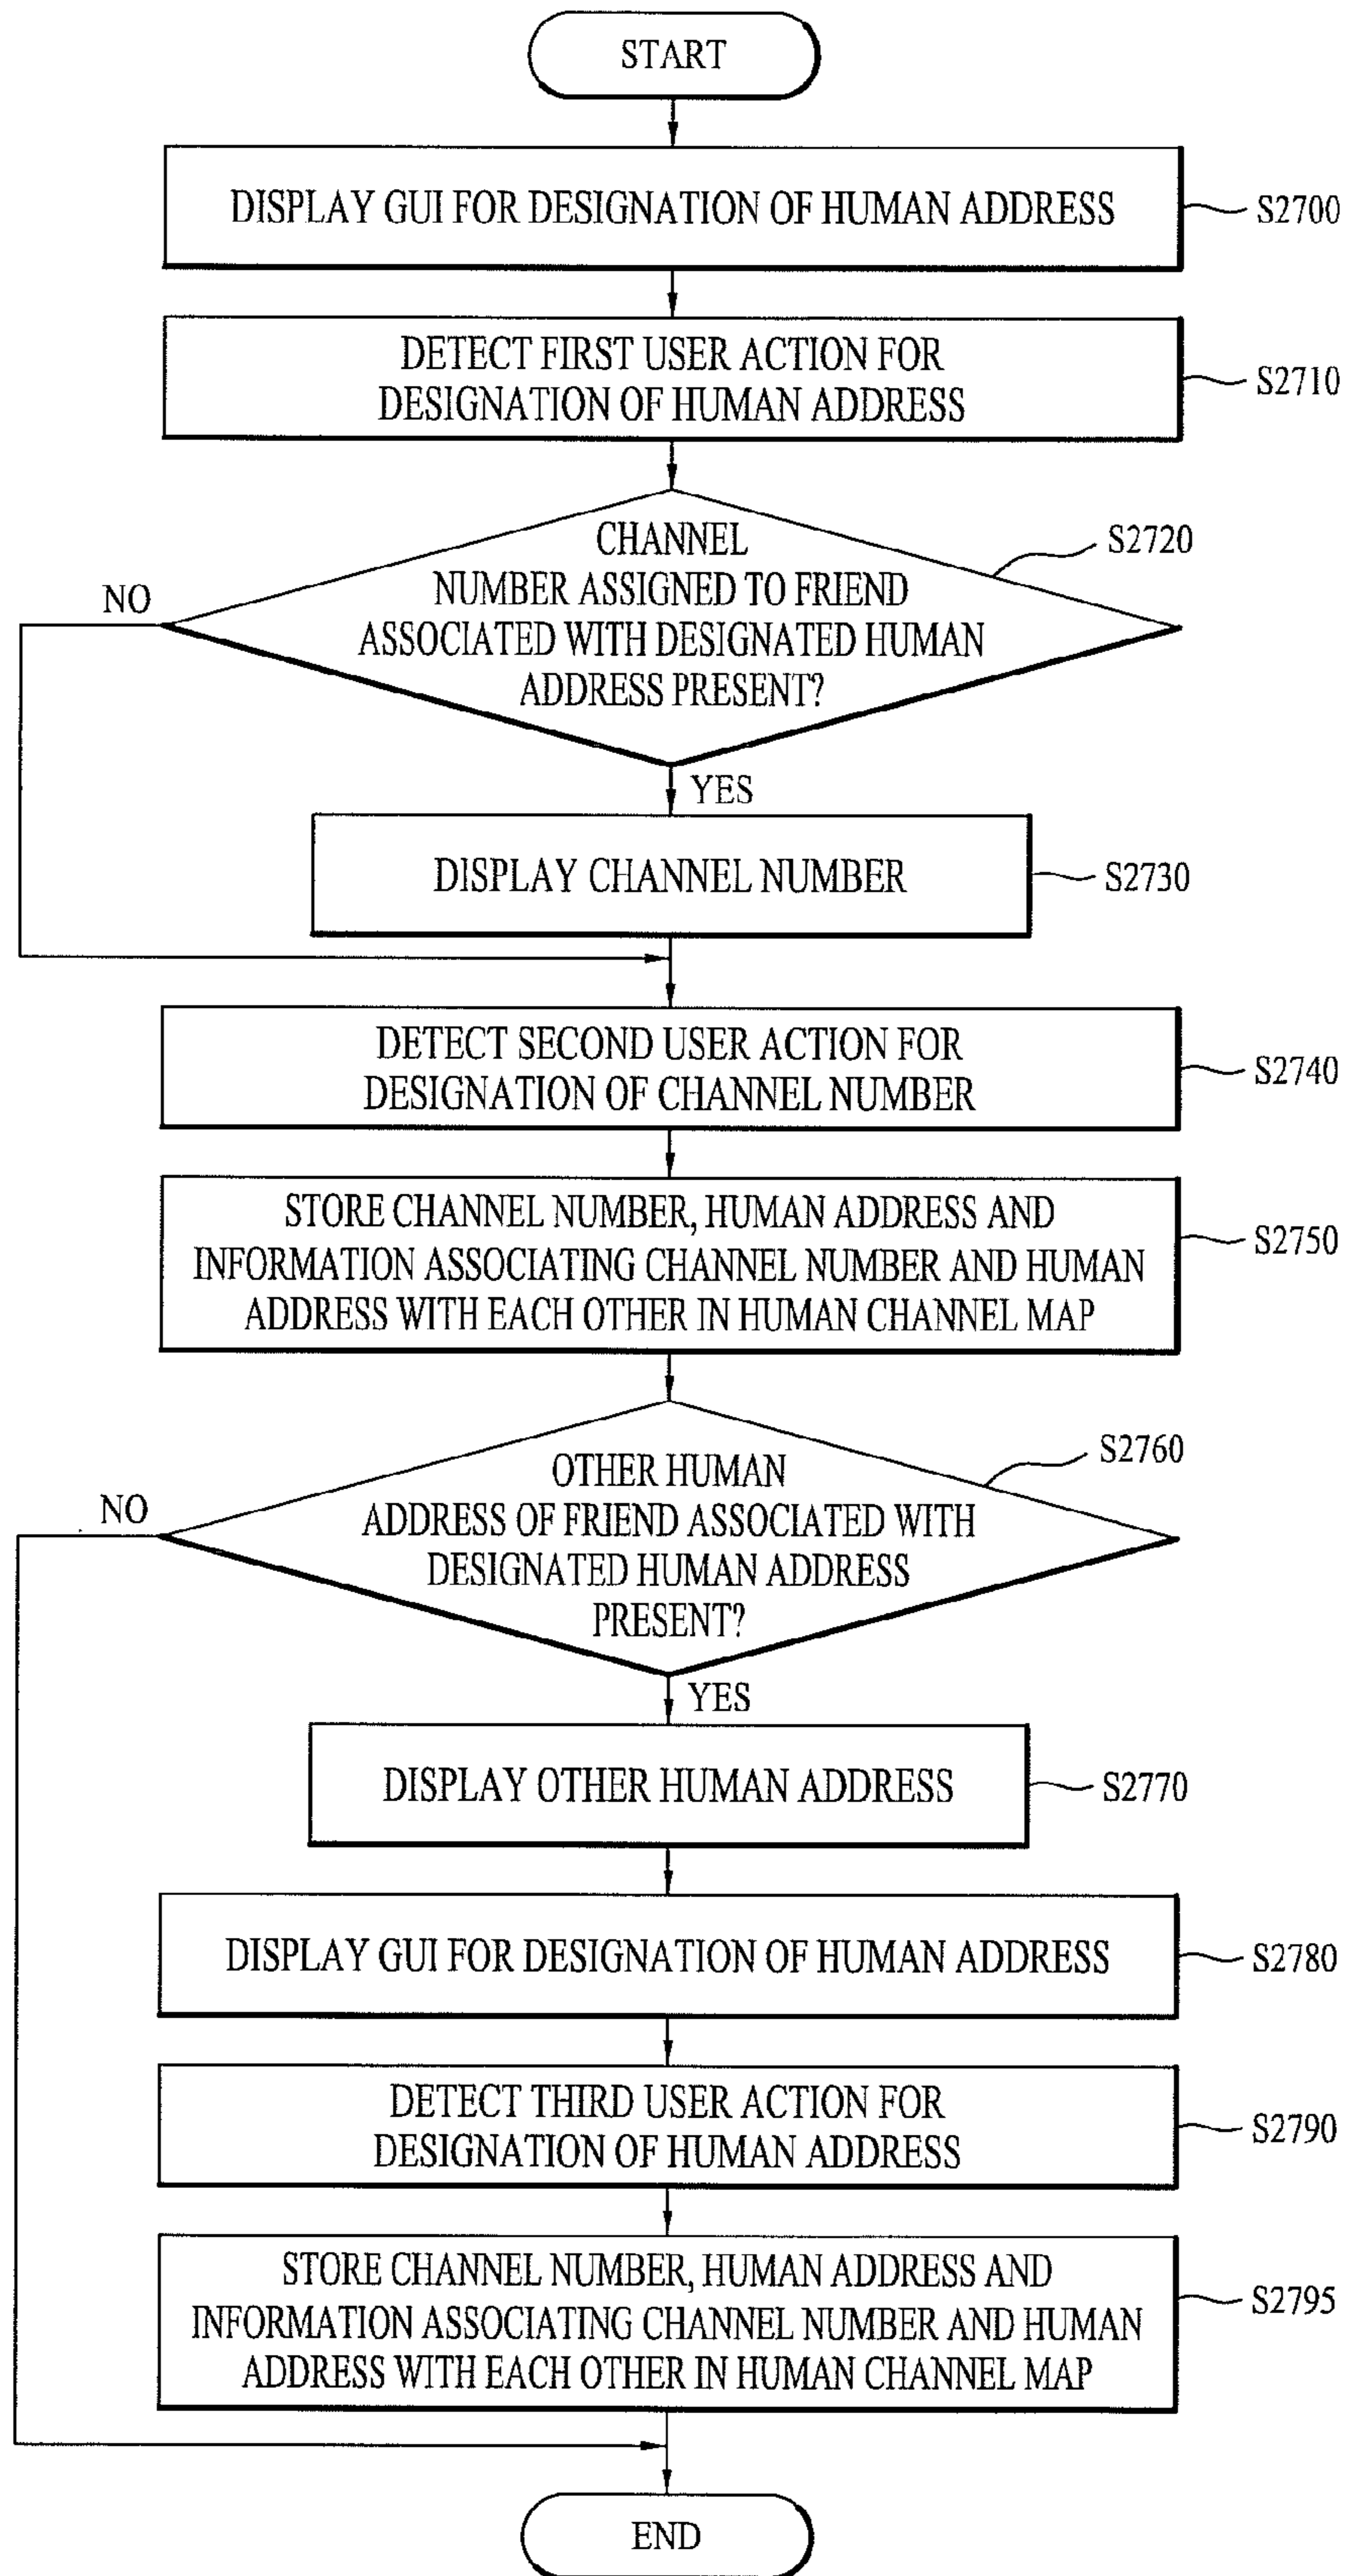 START
DISPLAY GUI FOR DESIGNATION OF HUMAN ADDRESS
S2700
DETECT FIRST USER ACTION FOR
DESIGNATION OF HUMAN ADDRESS
S2710
CHANNEL
NUMBER ASSIGNED TO FRIEND
ASSOCIATED WITH DESIGNATED HUMAN
ADDRESS PRESENT?
S2720
NO
YES
DISPLAY CHANNEL NUMBER
S2730
DETECT SECOND USER ACTION FOR
DESIGNATION OF CHANNEL NUMBER
S2740
STORE CHANNEL NUMBER, HUMAN ADDRESS AND
INFORMATION ASSOCIATING CHANNEL NUMBER AND HUMAN
ADDRESS WITH EACH OTHER IN HUMAN CHANNEL MAP
S2750
OTHER HUMAN
ADDRESS OF FRIEND ASSOCIATED WITH
DESIGNATED HUMAN ADDRESS
PRESENT?
S2760
NO
YES
DISPLAY OTHER HUMAN ADDRESS
S2770
DISPLAY GUI FOR DESIGNATION OF HUMAN ADDRESS
S2780
DETECT THIRD USER ACTION FOR
DESIGNATION OF HUMAN ADDRESS
S2790
STORE CHANNEL NUMBER, HUMAN ADDRESS AND
INFORMATION ASSOCIATING CHANNEL NUMBER AND HUMAN
ADDRESS WITH EACH OTHER IN HUMAN CHANNEL MAP
S2795
END